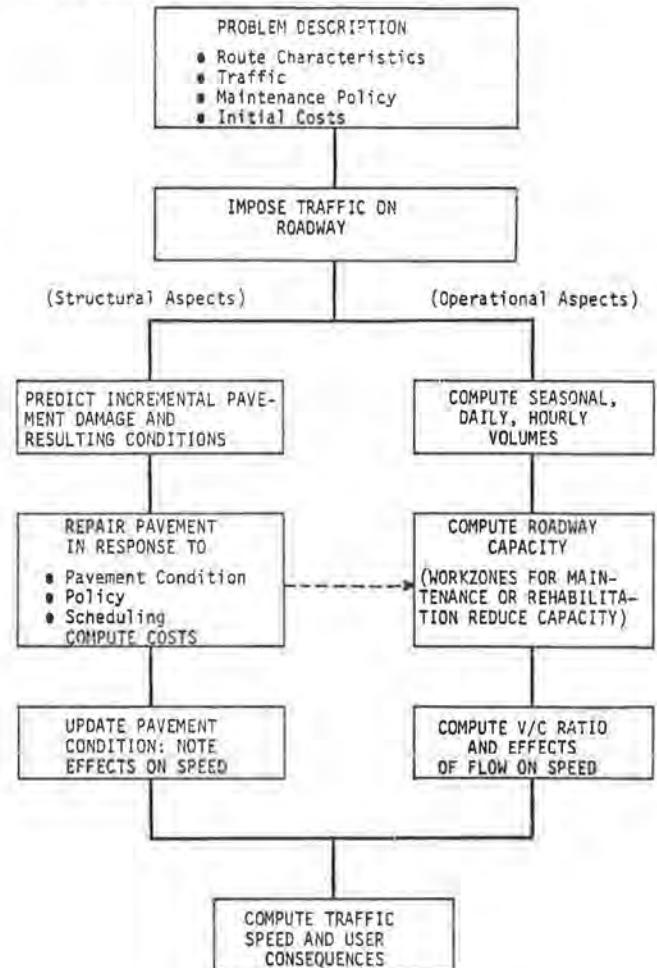 PROBLEM DESCRIPTION
• Route Characteristics
• Traffic
• Maintenance Policy
• Initial Costs
IMPOSE TRAFFIC ON
ROADWAY
(Structural Aspects)
(Operational Aspects)
PREDICT INCREMENTAL PAVE-
MENT DAMAGE AND
RESULTING CONDITIONS
COMPUTE SEASONAL,
DAILY, HOURLY
VOLUMES
REPAIR PAVEMENT
IN RESPONSE TO
• Pavement Condition
• Policy
• Scheduling
COMPUTE COSTS
COMPUTE ROADWAY
CAPACITY
(WORKZONES FOR MAIN-
TENANCE OR REHABILITA-
TION REDUCE CAPACITY)
UPDATE PAVEMENT
CONDITION: NOTE
EFFECTS ON SPEED
COMPUTE V/C RATIO
AND EFFECTS
OF FLOW ON SPEED
COMPUTE TRAFFIC
SPEED AND USER
CONSEQUENCES